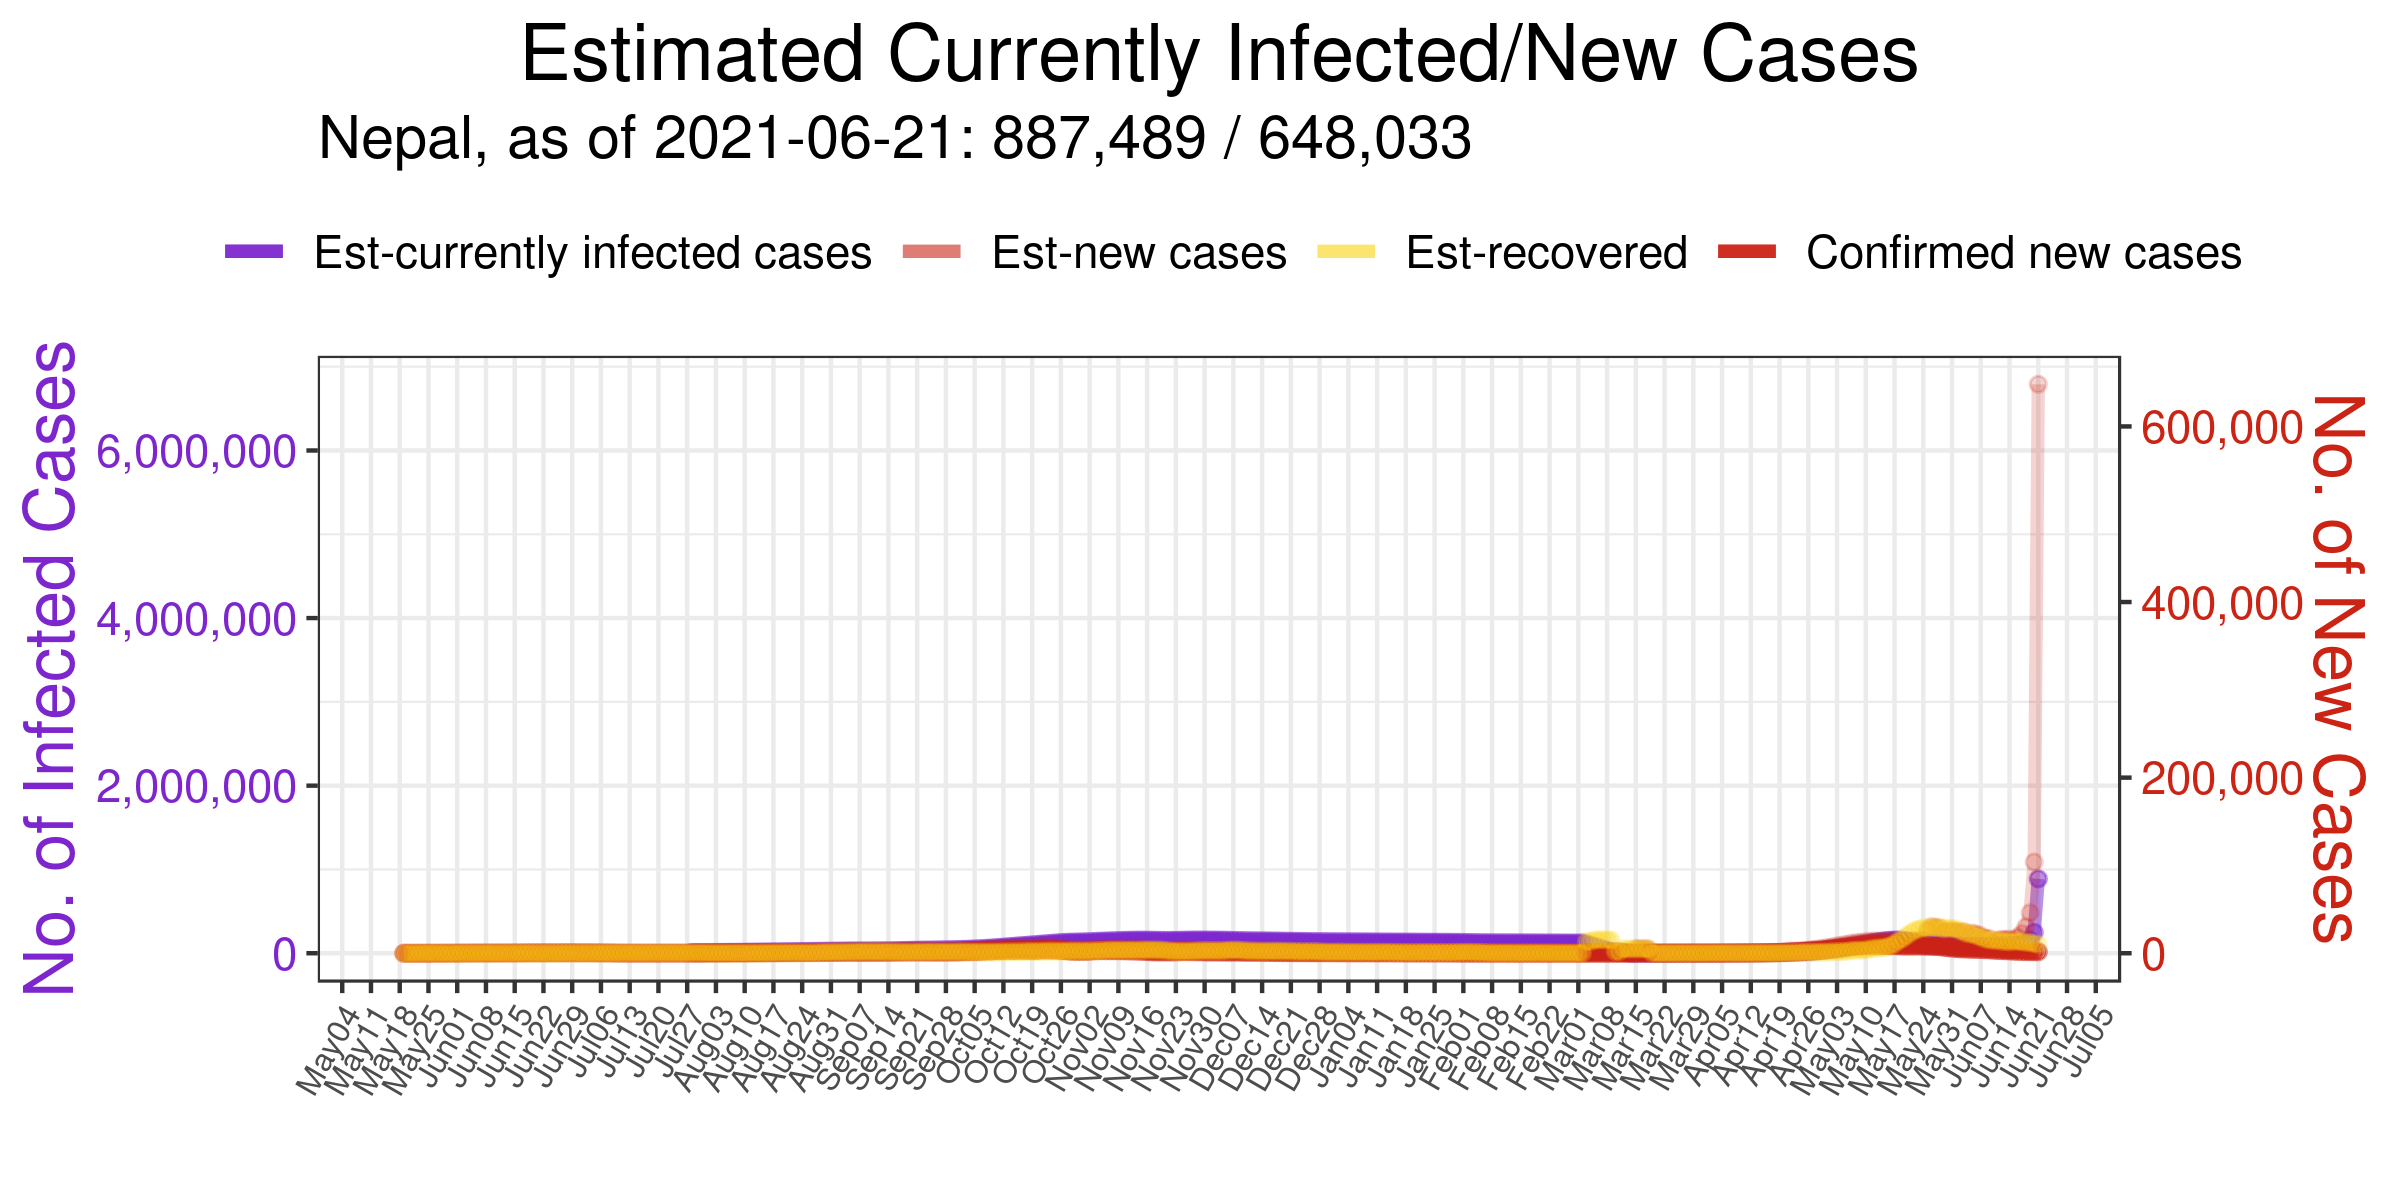 Estimated Currently Infected/New Cases
Nepal, as of 2021-06-21: 887,489 / 648,033
Est-currently infected cases Est-new cases Est-recovered Confirmed new cases
No. of Infected Cases
6,000,000
4,000,000
2,000,000
0
600,000
400,000
200,000
0
No. of New Cases
May04 May11 May18 May25 Jun01 Jun08 Jun15 Jun22 Jun29 Jul06 Jul13 Jul20 Jul27 Aug03 Aug10 Aug17 Aug24 Aug31 Sep07 Sep14 Sep21 Sep28 Oct05 Oct12 Oct19 Oct26 Nov02 Nov09 Nov16 Nov23 Nov30 Dec07 Dec14 Dec21 Dec28 Jan04 Jan11 Jan18 Jan25 Feb01 Feb08 Feb15 Feb22 Mar01 Mar08 Mar15 Mar22 Mar29 Apr05 Apr12 Apr19 Apr26 May03 May10 May17 May24 May31 Jun07 Jun14 Jun21 Jun28 Jul05